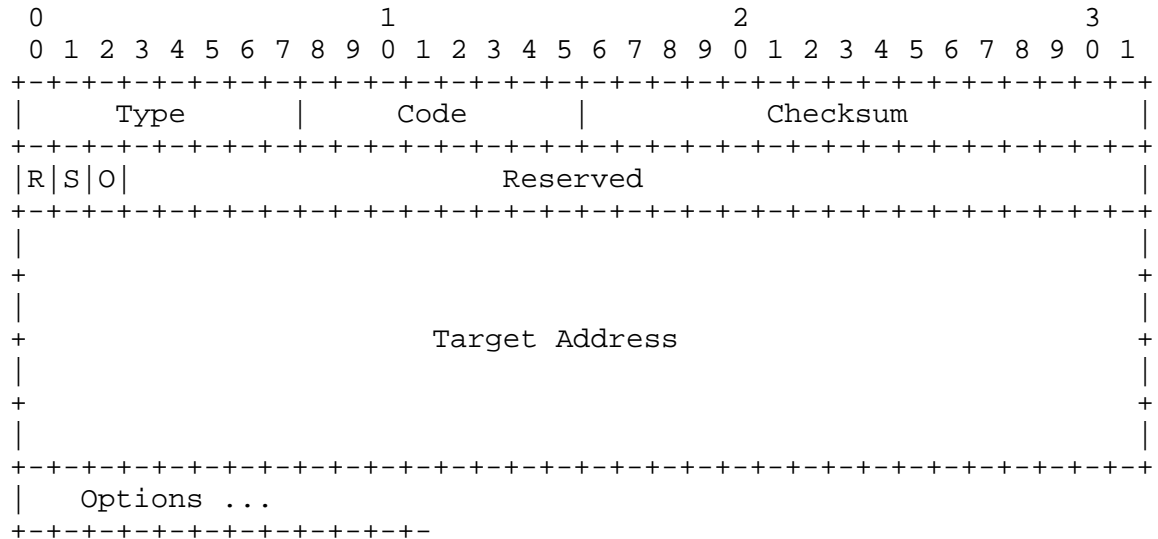 0                   1                   2                   3
 0 1 2 3 4 5 6 7 8 9 0 1 2 3 4 5 6 7 8 9 0 1 2 3 4 5 6 7 8 9 0 1
+-+-+-+-+-+-+-+-+-+-+-+-+-+-+-+-+-+-+-+-+-+-+-+-+-+-+-+-+-+-+-+-+
|     Type      |     Code      |          Checksum             |
+-+-+-+-+-+-+-+-+-+-+-+-+-+-+-+-+-+-+-+-+-+-+-+-+-+-+-+-+-+-+-+-+
|R|S|O|                     Reserved                            |
+-+-+-+-+-+-+-+-+-+-+-+-+-+-+-+-+-+-+-+-+-+-+-+-+-+-+-+-+-+-+-+-+
|                                                               |
+                                                               +
|                                                               |
+                       Target Address                          +
|                                                               |
+                                                               +
|                                                               |
+-+-+-+-+-+-+-+-+-+-+-+-+-+-+-+-+-+-+-+-+-+-+-+-+-+-+-+-+-+-+-+-+
|   Options ...
+-+-+-+-+-+-+-+-+-+-+-+-